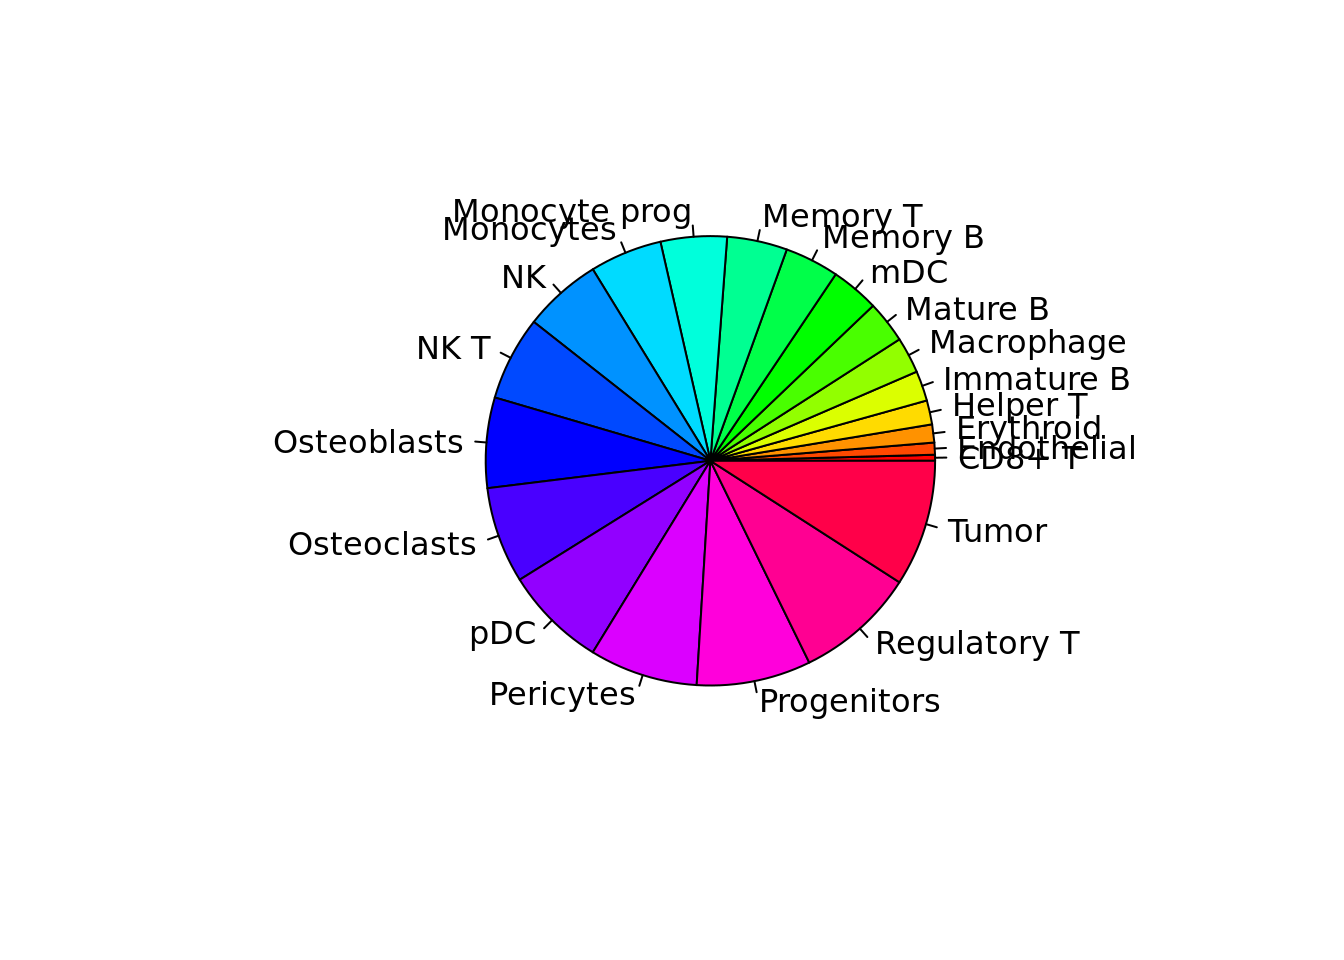 Monocyte prog
Memory T
Monocytes
Memory B
mDC
NK
Mature B
Macrophage
NK T
Immature B
Helper T
Erythroid
Osteoblasts
Endothelial
CD8+ T
Tumor
Osteoclasts
pDC
Regulatory T
Pericytes
Progenitors